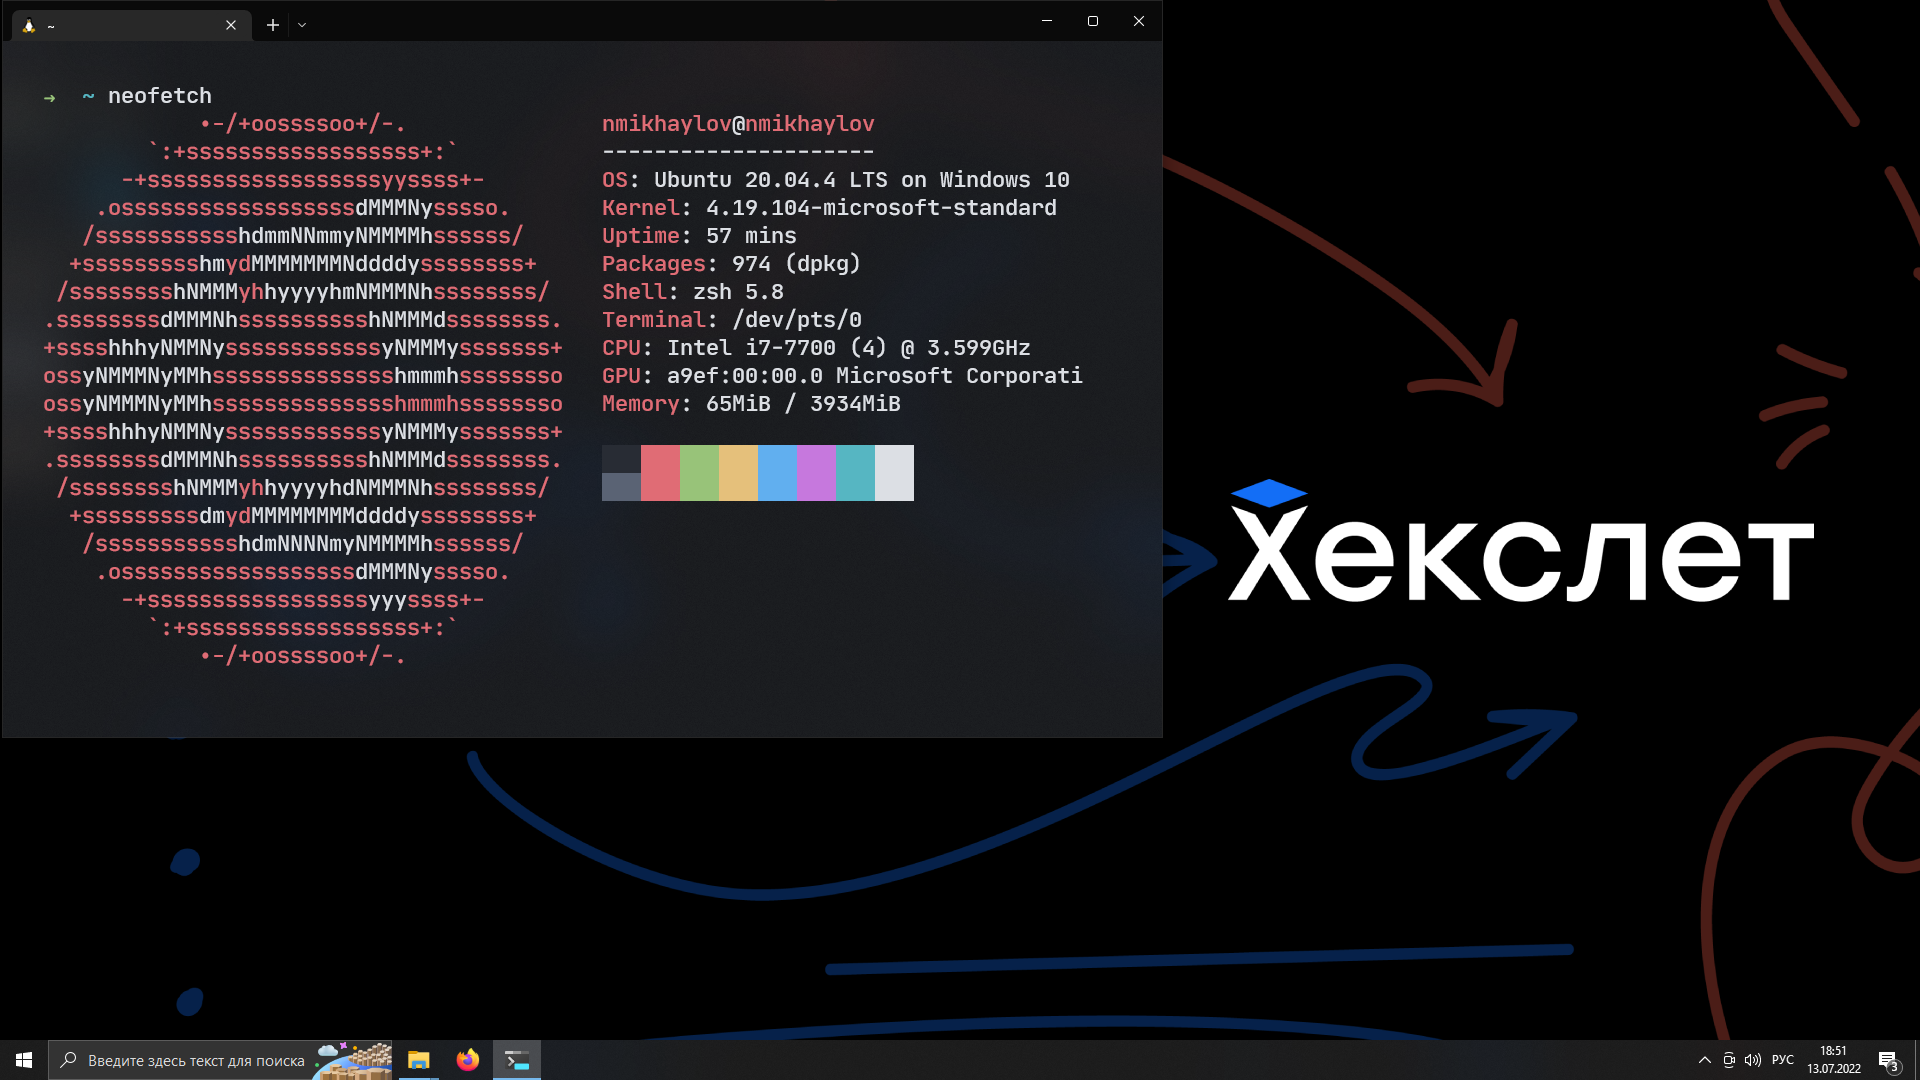 ~
→ ~ neofetch
•-/+oossssoo+/-.
`:+ssssssssssssssssss+:`
-+ssssssssssssssssssyyssss+-
.ossssssssssssssssssdMMMNysssso.
/ssssssssssshdmmNNmmyNMMMMhssssss/
+ssssssssshmydMMMMMMMNddddyssssssss+
/sssssssshNMMMyhhyyyyhmNMMMNhssssssss/
.ssssssssdMMMNhsssssssssshNMMMdssssssss.
+sssshhhyNMMNyssssssssssssyNMMMysssssss+
ossyNMMMNyMMhsssssssssssssshmmmhssssssso
ossyNMMMNyMMhsssssssssssssshmmmhssssssso
+sssshhhyNMMNyssssssssssssyNMMMysssssss+
.ssssssssdMMMNhsssssssssshNMMMdssssssss.
/sssssssshNMMMyhhyyyyhdNMMMNhssssssss/
+sssssssssdmydMMMMMMMMddddyssssssss+
/ssssssssssshdmNNNNmyNMMMMhssssss/
.ossssssssssssssssssdMMMNysssso.
-+sssssssssssssssssyyyssss+-
`:+ssssssssssssssssss+:`
•-/+oossssoo+/-.
nmikhaylov@nmikhaylov
---------------------
OS: Ubuntu 20.04.4 LTS on Windows 10
Kernel: 4.19.104-microsoft-standard
Uptime: 57 mins
Packages: 974 (dpkg)
Shell: zsh 5.8
Terminal: /dev/pts/0
CPU: Intel i7-7700 (4) @ 3.599GHz
GPU: a9ef:00:00.0 Microsoft Corporati
Memory: 65MiB / 3934MiB
Хекслет
Введите здесь текст для поиска
РУС
18:51
13.07.2022
3